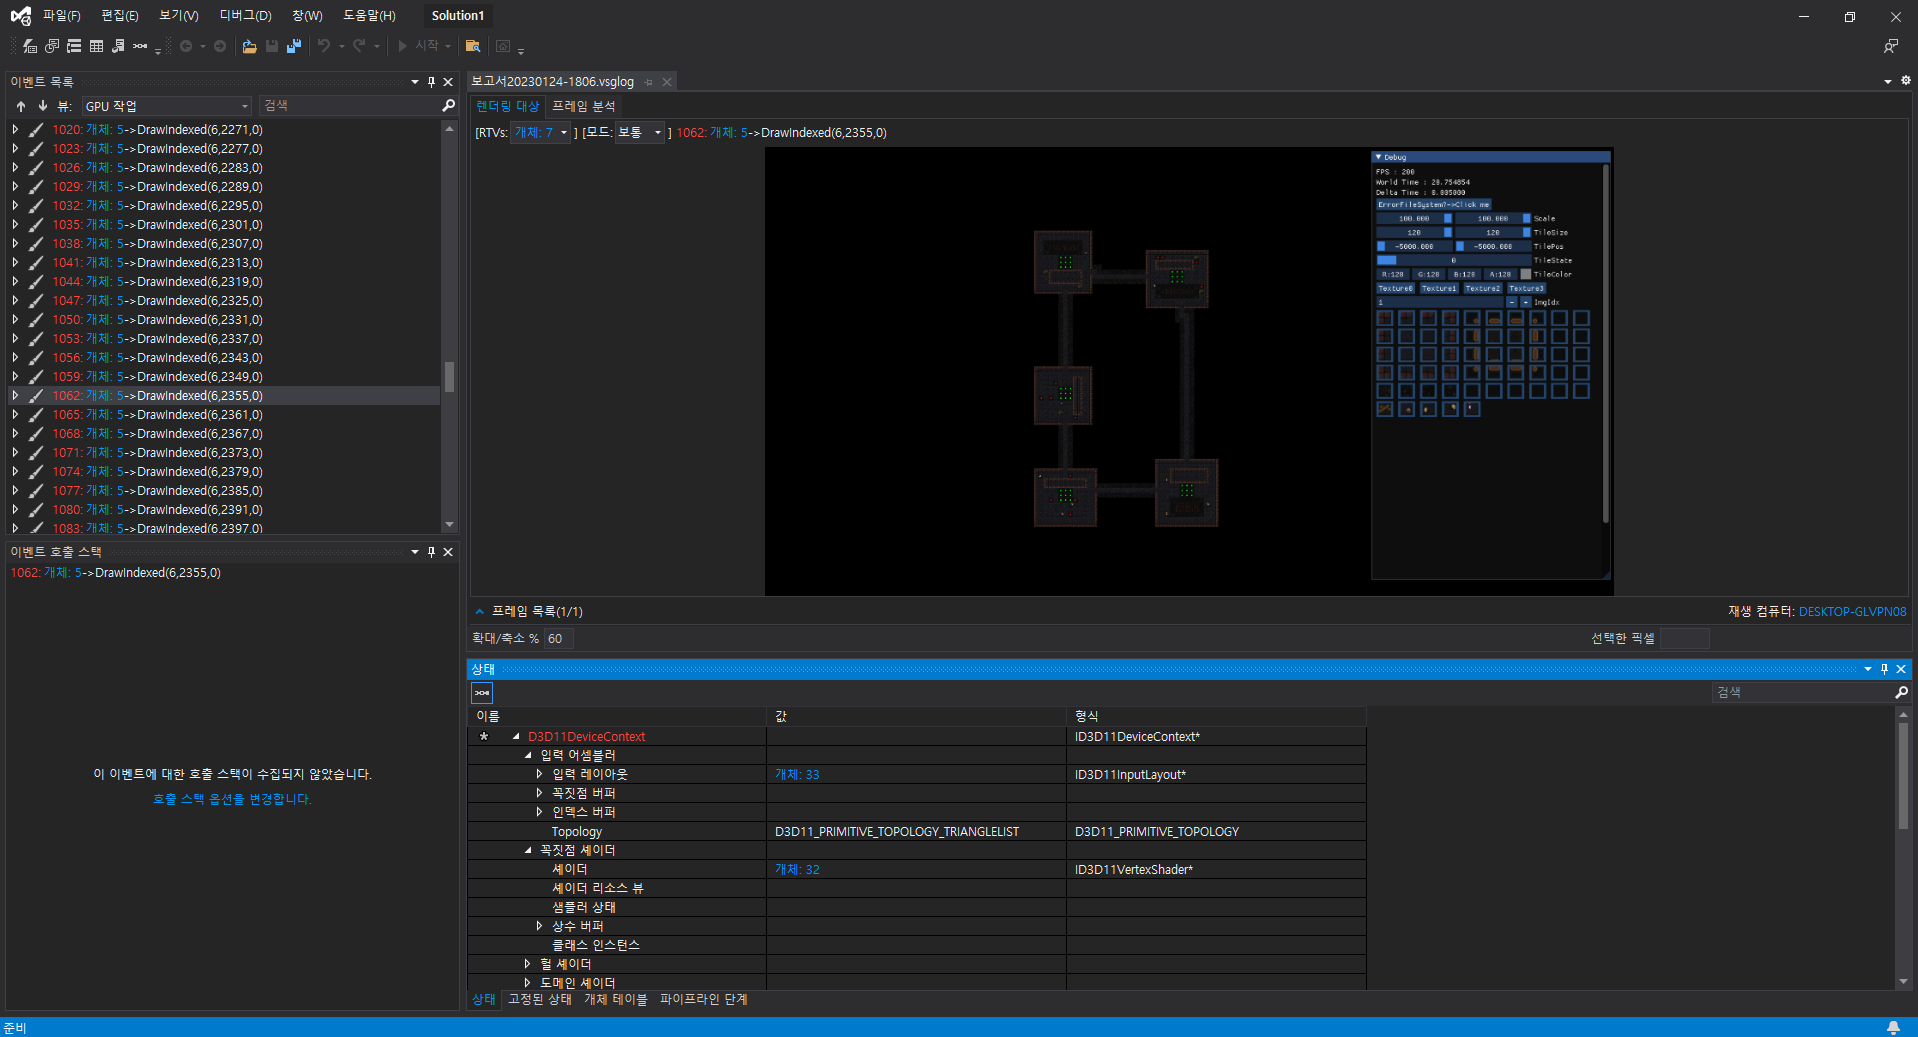 파일(F) 편집(E) 보기(V) 디버그(D) 창(W) 도움말(H) Solution1
시작
이벤트 목록
뷰: GPU 작업 검색
1020: 개체: 5->DrawIndexed(6,2271,0)
1023: 개체: 5->DrawIndexed(6,2277,0)
1026: 개체: 5->DrawIndexed(6,2283,0)
1029: 개체: 5->DrawIndexed(6,2289,0)
1032: 개체: 5->DrawIndexed(6,2295,0)
1035: 개체: 5->DrawIndexed(6,2301,0)
1038: 개체: 5->DrawIndexed(6,2307,0)
1041: 개체: 5->DrawIndexed(6,2313,0)
1044: 개체: 5->DrawIndexed(6,2319,0)
1047: 개체: 5->DrawIndexed(6,2325,0)
1050: 개체: 5->DrawIndexed(6,2331,0)
1053: 개체: 5->DrawIndexed(6,2337,0)
1056: 개체: 5->DrawIndexed(6,2343,0)
1059: 개체: 5->DrawIndexed(6,2349,0)
1062: 개체: 5->DrawIndexed(6,2355,0)
1065: 개체: 5->DrawIndexed(6,2361,0)
1068: 개체: 5->DrawIndexed(6,2367,0)
1071: 개체: 5->DrawIndexed(6,2373,0)
1074: 개체: 5->DrawIndexed(6,2379,0)
1077: 개체: 5->DrawIndexed(6,2385,0)
1080: 개체: 5->DrawIndexed(6,2391,0)
1083: 개체: 5->DrawIndexed(6,2397,0)
이벤트 호출 스택
1062: 개체: 5->DrawIndexed(6,2355,0)
이 이벤트에 대한 호출 스택이 수집되지 않았습니다.
호출 스택 옵션을 변경합니다.
보고서20230124-1806.vsglog
렌더링 대상 프레임 분석
[RTVs: 개체: 7 ] [모드: 보통 ] 1062: 개체: 5->DrawIndexed(6,2355,0)
Debug
FPS : 200
World Time : 28.754854
Delta Time : 0.005000
ErrorFileSystem?->Click me
100.000 100.000 Scale
128 128 TileSize
-5000.000 -5000.000 TilePos
0 TileState
R:128 G:128 B:128 A:128 TileColor
Texture0 Texture1 Texture2 Texture3
1 - + ImgIdx
프레임 목록(1/1) 재생 컴퓨터: DESKTOP-GLVPN08
확대/축소 % 60 선택한 픽셀
상태
검색
이름 값 형식
D3D11DeviceContext ID3D11DeviceContext*
입력 어셈블러
입력 레이아웃 개체: 33 ID3D11InputLayout*
꼭짓점 버퍼
인덱스 버퍼
Topology D3D11_PRIMITIVE_TOPOLOGY_TRIANGLELIST D3D11_PRIMITIVE_TOPOLOGY
꼭짓점 셰이더
셰이더 개체: 32 ID3D11VertexShader*
셰이더 리소스 뷰
샘플러 상태
상수 버퍼
클래스 인스턴스
헐 셰이더
도메인 셰이더
상태 고정된 상태 개체 테이블 파이프라인 단계
준비